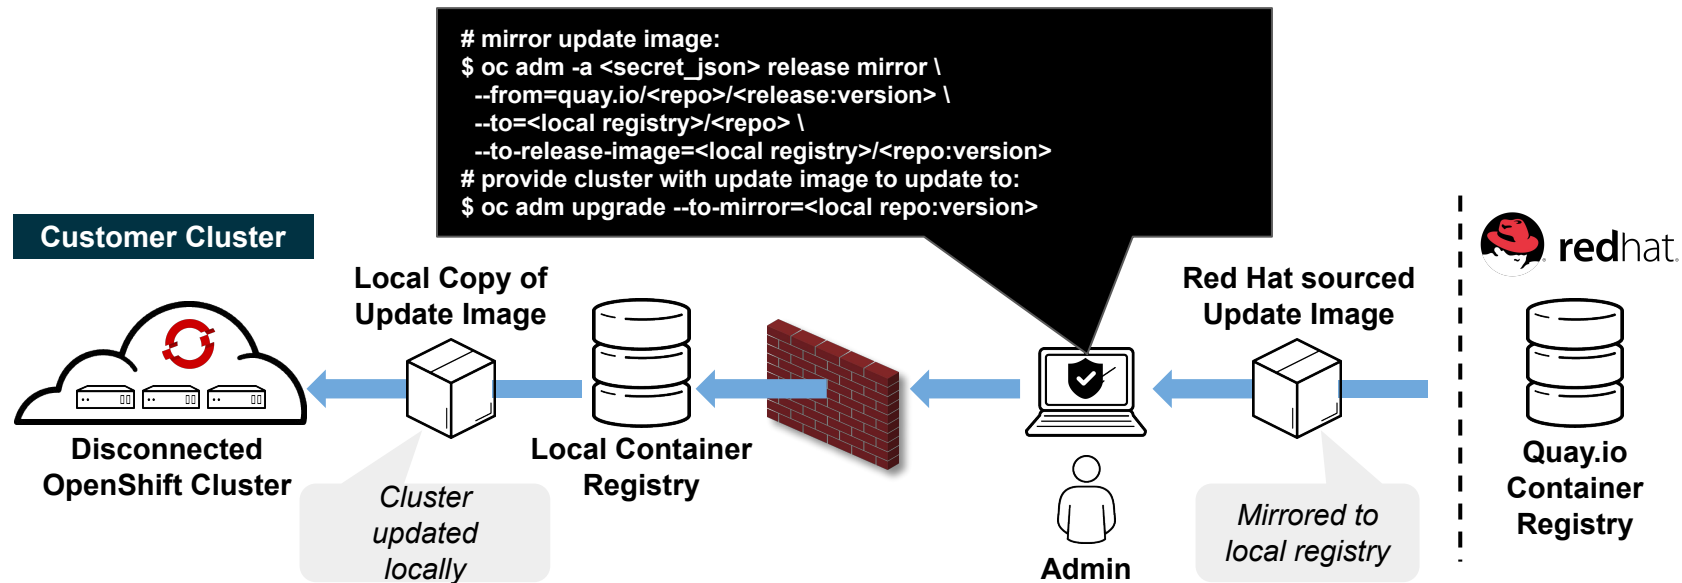 # mirror update image:
$ oc adm -a <secret_json> release mirror \
--from=quay.io/<repo>/<release:version> \
--to=<local registry>/<repo> \
--to-release-image=<local registry>/<repo:version>
# provide cluster with update image to update to:
$ oc adm upgrade --to-mirror=<local repo:version>
Customer Cluster
redhat.
Local Copy of
Update Image
Red Hat sourced
Update Image
Disconnected
OpenShift Cluster
Local Container
Registry
Quay.io
Container
Registry
Cluster
updated
locally
Admin
Mirrored to
local registry